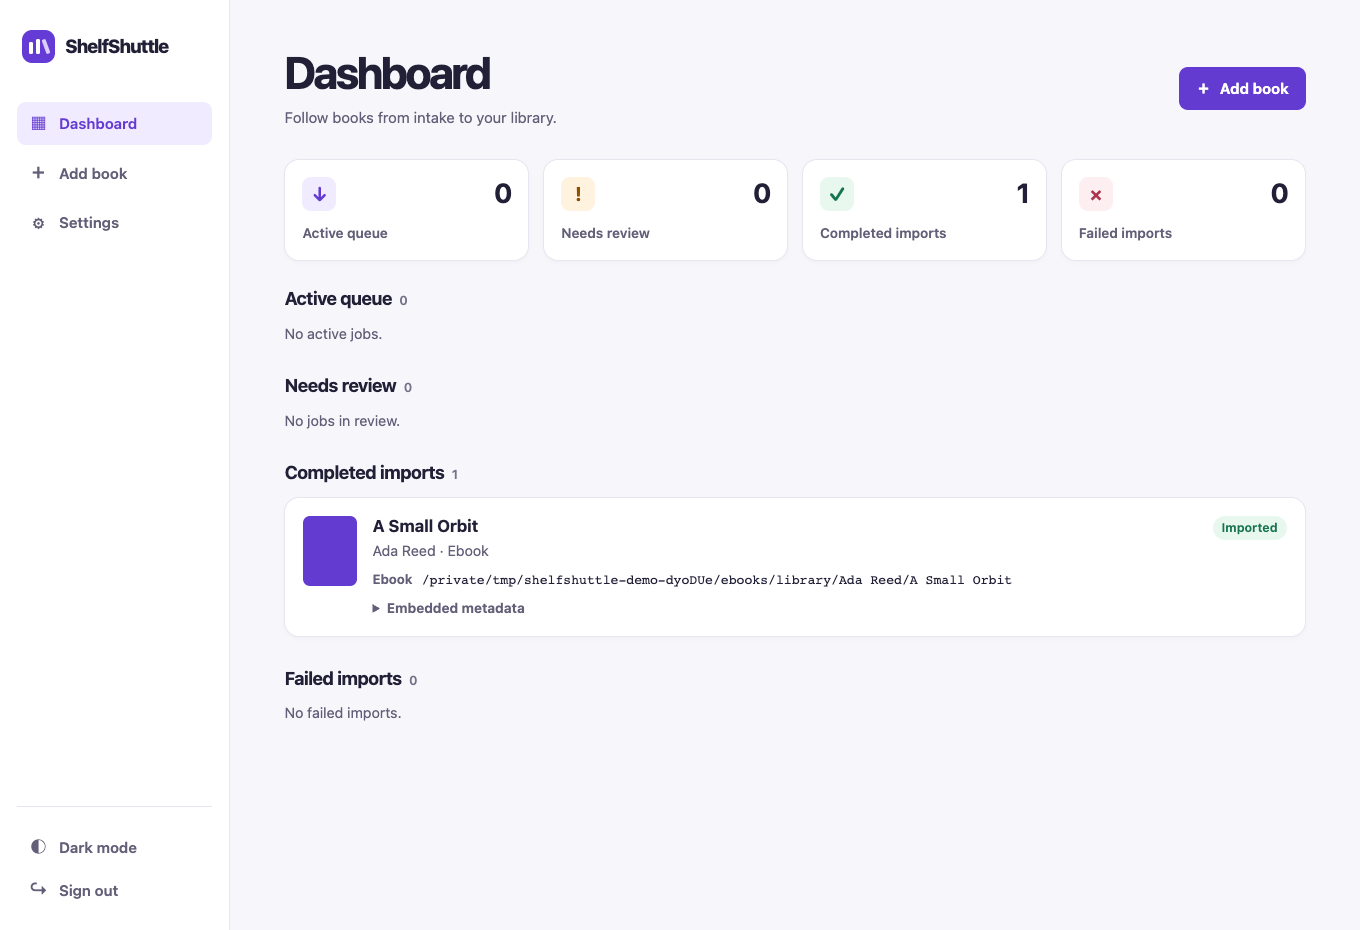 ShelfShuttle
Dashboard
Add book
Settings
Dark mode
Sign out
Dashboard
Follow books from intake to your library.
+ Add book
0
Active queue
! 0
Needs review
1
Completed imports
0
Failed imports
Active queue 0
No active jobs.
Needs review 0
No jobs in review.
Completed imports 1
A Small Orbit
Imported
Ada Reed · Ebook
Ebook /private/tmp/shelfshuttle-demo-dyoDUe/ebooks/library/Ada Reed/A Small Orbit
Embedded metadata
Failed imports 0
No failed imports.